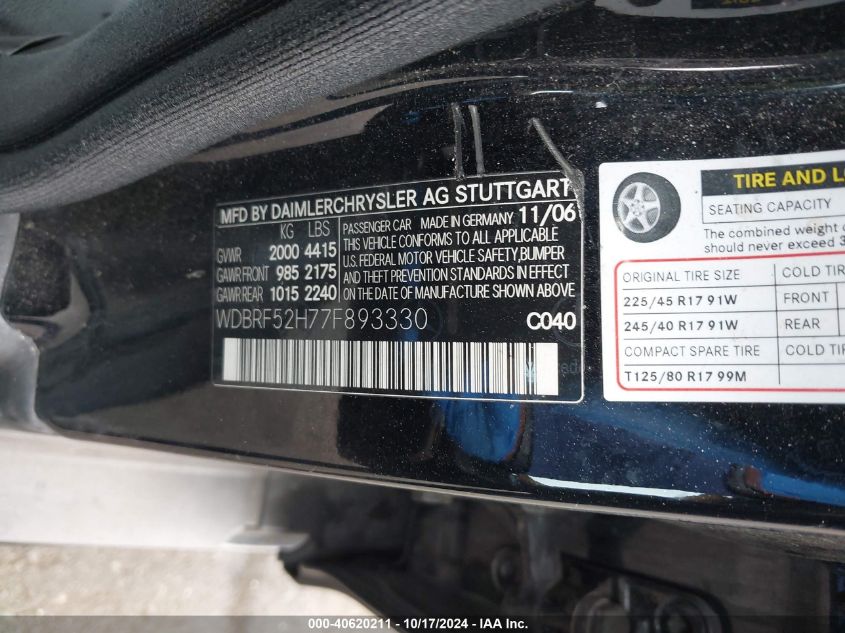 MFD BY DAIMLERCHRYSLER AG STUTTGART
KG LBS
GVWR 2000 4415
GAWR FRONT 985 2175
GAWR REAR 1015 2240
PASSENGER CAR MADE IN GERMANY 11/06
THIS VEHICLE CONFORMS TO ALL APPLICABLE
U.S. FEDERAL MOTOR VEHICLE SAFETY,BUMPER
AND THEFT PREVENTION STANDARDS IN EFFECT
ON THE DATE OF MANUFACTURE SHOWN ABOVE
WDBRF52H77F893330 C040
TIRE AND
SEATING CAPACITY
The combined weight
should never exceed
ORIGINAL TIRE SIZE COLD
225/45 R17 91W FRONT
245/40 R17 91W REAR
COMPACT SPARE TIRE COLD
T125/80 R17 99M
000-40620211 - 10/17/2024 - IAA Inc.